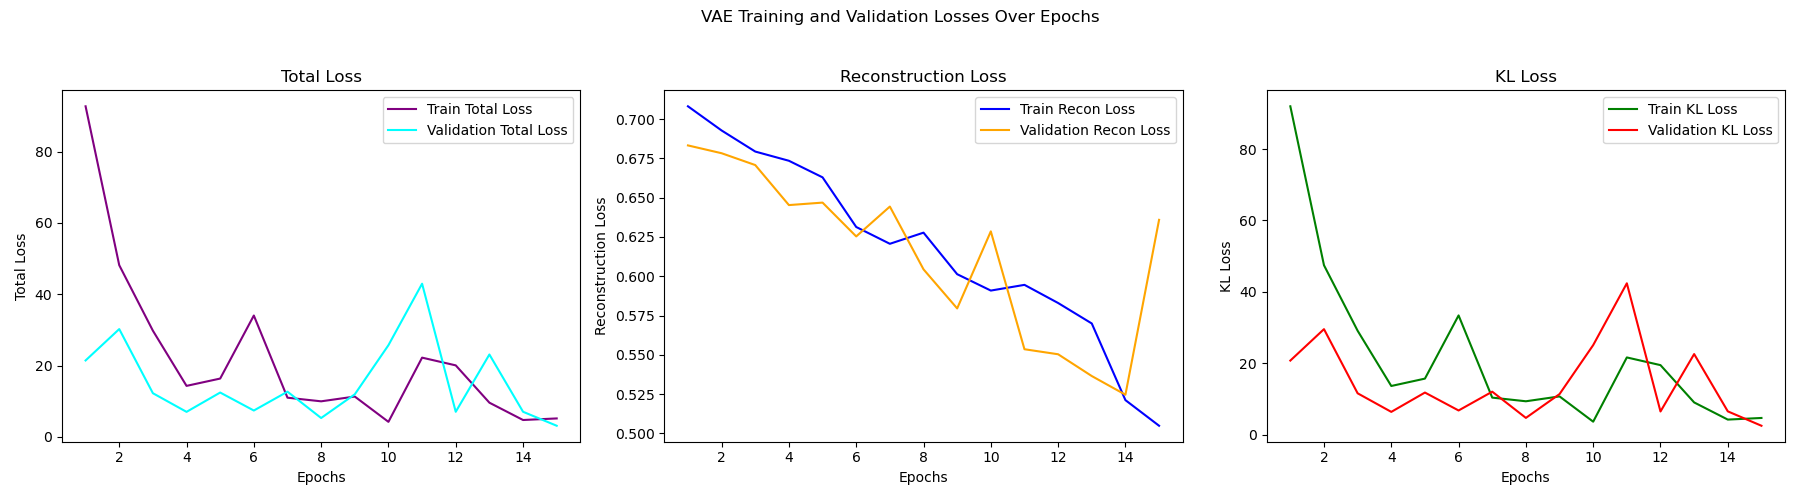 VAE Training and Validation Losses Over Epochs
Total Loss
Train Total Loss
Validation Total Loss
Total Loss
80
60
40
20
0
2 4 6 8 10 12 14
Epochs
Reconstruction Loss
Train Recon Loss
Validation Recon Loss
Reconstruction Loss
0.700
0.675
0.650
0.625
0.600
0.575
0.550
0.525
0.500
2 4 6 8 10 12 14
Epochs
KL Loss
Train KL Loss
Validation KL Loss
KL Loss
80
60
40
20
0
2 4 6 8 10 12 14
Epochs